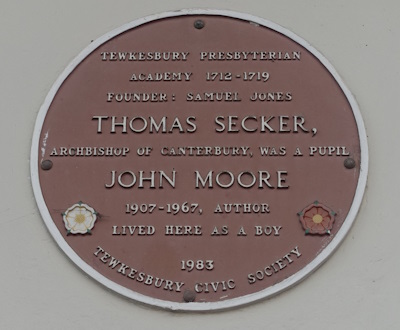 TEWKESBURY PRESBYTERIAN
ACADEMY 1712-1719
FOUNDER: SAMUEL JONES
THOMAS SECKER,
ARCHBISHOP OF CANTERBURY, WAS A PUPIL
JOHN MOORE
1907-1967, AUTHOR
LIVED HERE AS A BOY
1983
TEWKESBURY CIVIC SOCIETY